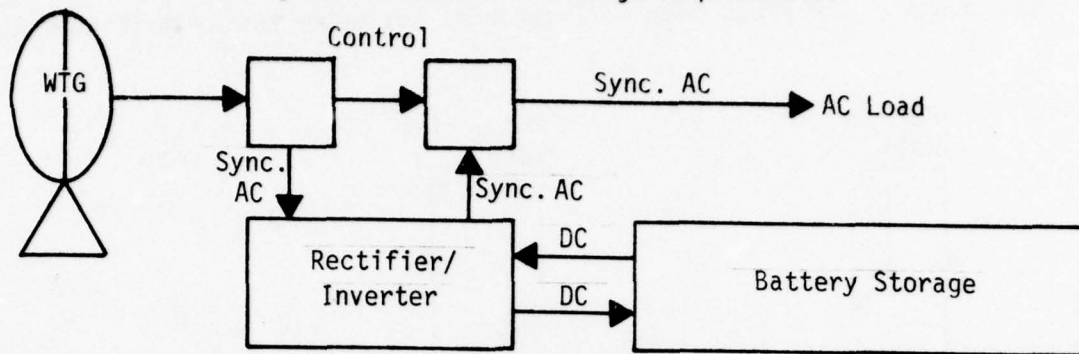 Control
WTG
Sync. AC
AC Load
Sync.
AC
Sync. AC
Rectifier/
Inverter
DC
DC
Battery Storage